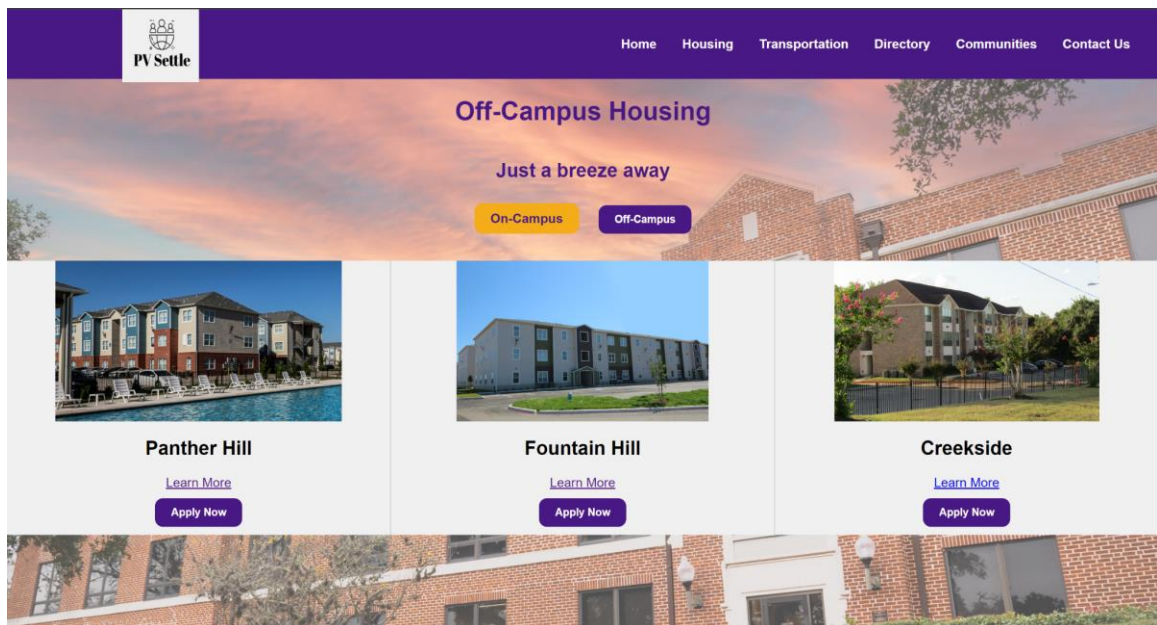 PV Settle
Home Housing Transportation Directory Communities Contact Us
Off-Campus Housing
Just a breeze away
On-Campus Off-Campus
Panther Hill Fountain Hill Creekside
Learn More Learn More Learn More
Apply Now Apply Now Apply Now